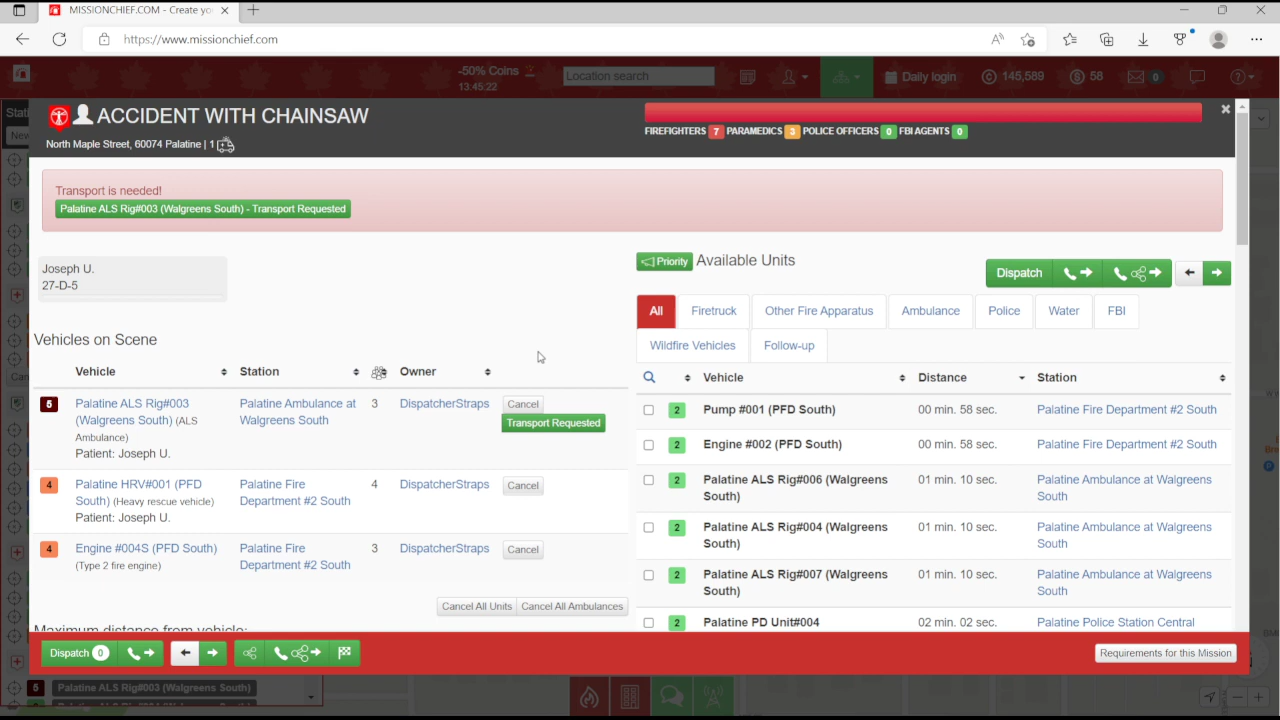 MISSIONCHIEF.COM - Create yo
https://www.missionchief.com
-50% Coins
13:45:22
Location search
Daily login
145,589
58
0
ACCIDENT WITH CHAINSAW
North Maple Street, 60074 Palatine | 1
FIREFIGHTERS 7 PARAMEDICS 3 POLICE OFFICERS 0 FBI AGENTS 0
Transport is needed!
Palatine ALS Rig#003 (Walgreens South) - Transport Requested
Joseph U.
27-D-5
Vehicles on Scene
Vehicle Station Owner
5 Palatine ALS Rig#003 Palatine Ambulance at 3 DispatcherStraps Cancel
(Walgreens South) (ALS Walgreens South Transport Requested
Ambulance)
Patient: Joseph U.
4 Palatine HRV#001 (PFD Palatine Fire 4 DispatcherStraps Cancel
South) (Heavy rescue vehicle) Department #2 South
Patient: Joseph U.
4 Engine #004S (PFD South) Palatine Fire 3 DispatcherStraps Cancel
(Type 2 fire engine) Department #2 South
Cancel All Units Cancel All Ambulances
Maximum distance from vehicle:
Priority Available Units
Dispatch
All Firetruck Other Fire Apparatus Ambulance Police Water FBI
Wildfire Vehicles Follow-up
Vehicle Distance Station
2 Pump #001 (PFD South) 00 min. 58 sec. Palatine Fire Department #2 South
2 Engine #002 (PFD South) 00 min. 58 sec. Palatine Fire Department #2 South
2 Palatine ALS Rig#006 (Walgreens 01 min. 10 sec. Palatine Ambulance at Walgreens
South) South
2 Palatine ALS Rig#004 (Walgreens 01 min. 10 sec. Palatine Ambulance at Walgreens
South) South
2 Palatine ALS Rig#007 (Walgreens 01 min. 10 sec. Palatine Ambulance at Walgreens
South) South
2 Palatine PD Unit#004 02 min. 02 sec. Palatine Police Station Central
Dispatch 0
Requirements for this Mission
5 Palatine ALS Rig#003 (Walgreens South)